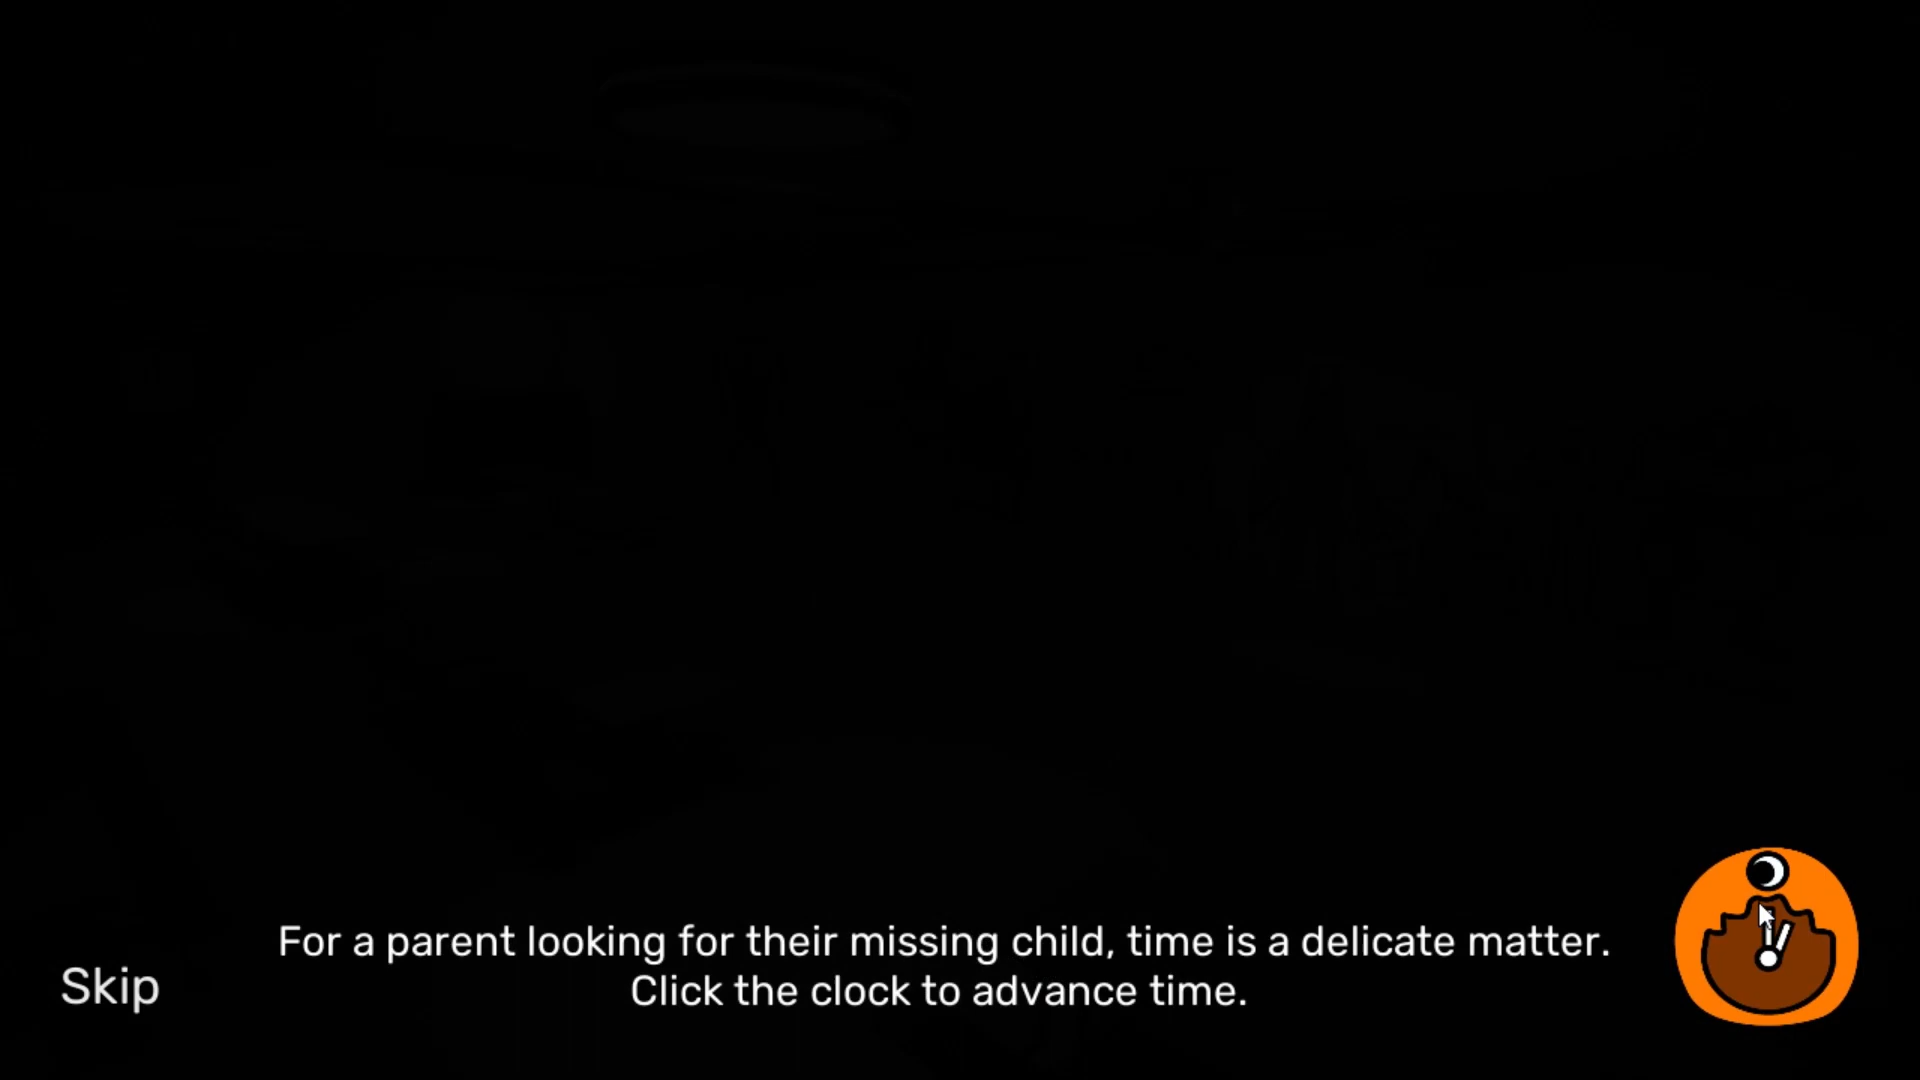 For a parent looking for their missing child, time is a delicate matter.
Click the clock to advance time.
Skip